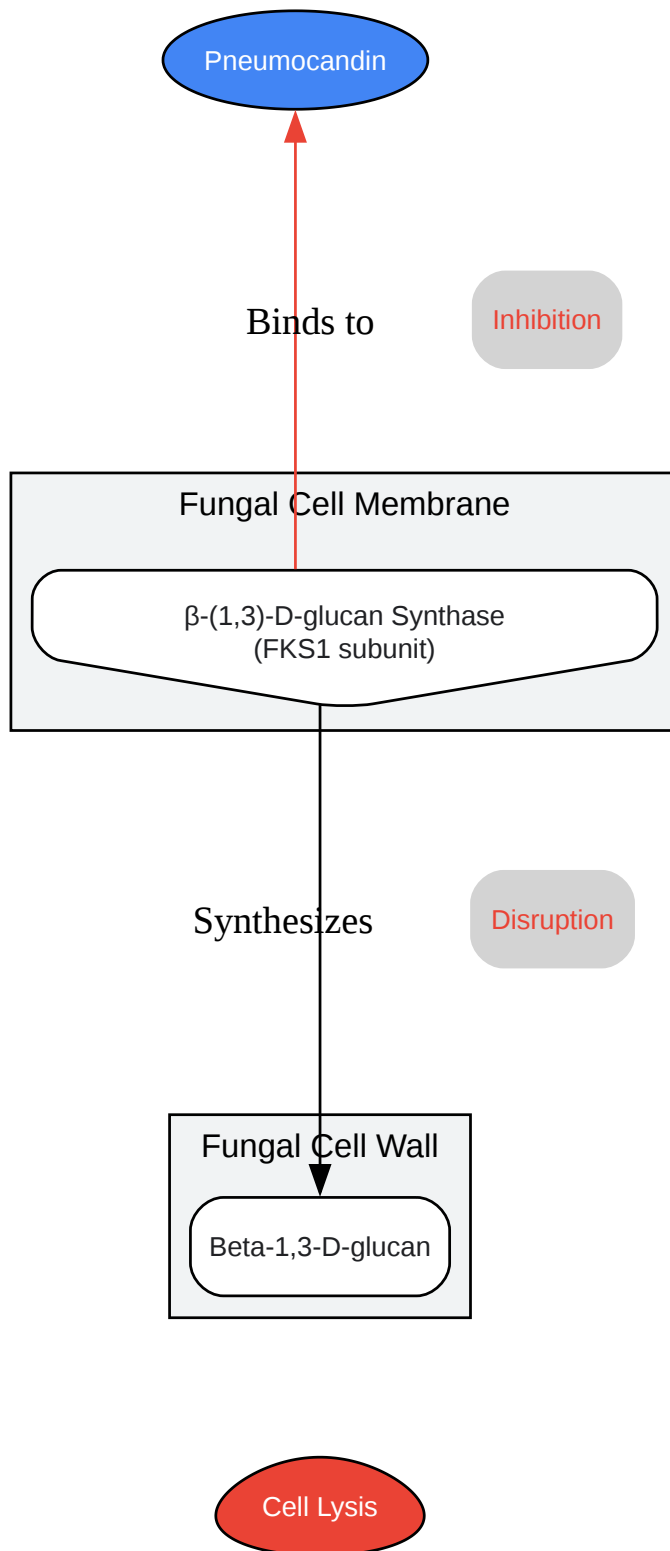 Pneumocandin
Binds to
Inhibition
Fungal Cell Membrane
β-(1,3)-D-glucan Synthase
(FKS1 subunit)
Synthesizes
Disruption
Fungal Cell Wall
Beta-1,3-D-glucan
Cell Lysis